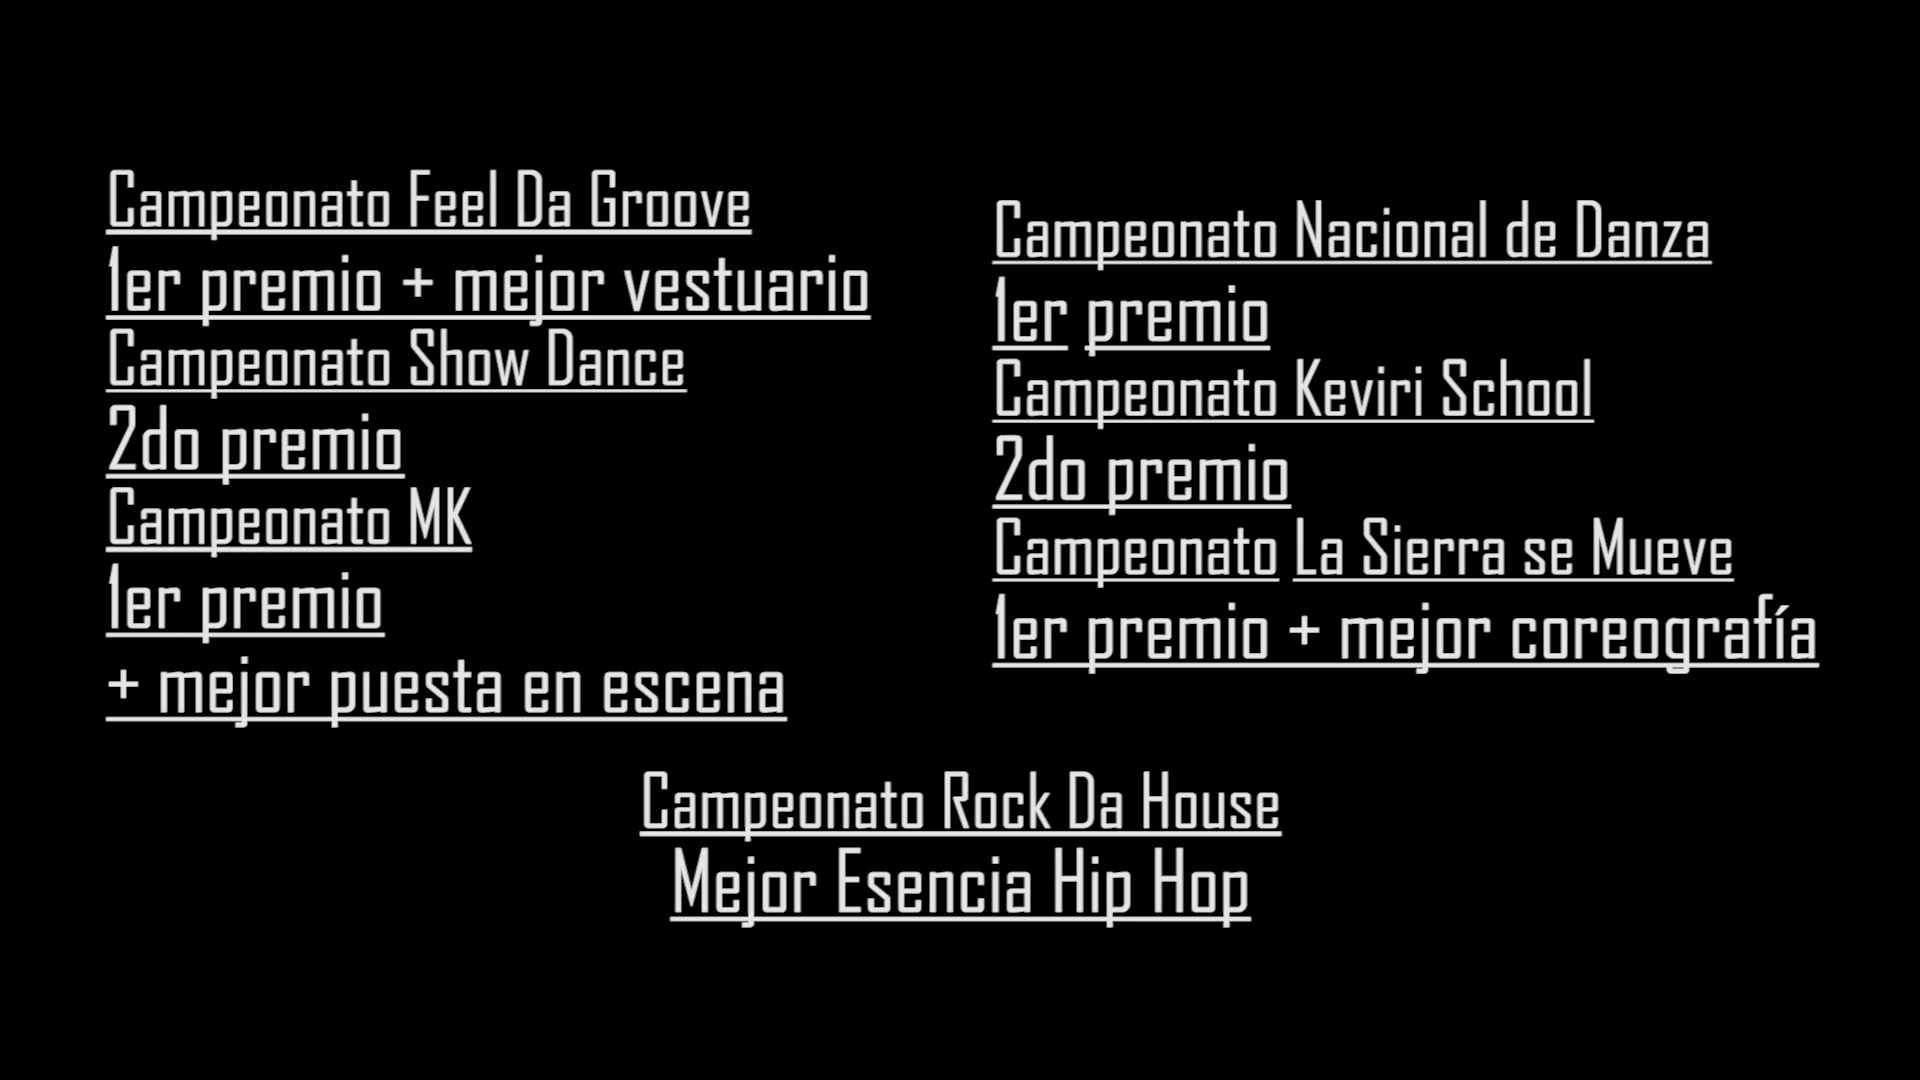 Campeonato Feel Da Groove
1er premio + mejor vestuario
Campeonato Show Dance
2do premio
Campeonato MK
1er premio
+ mejor puesta en escena
Campeonato Nacional de Danza
1er premio
Campeonato Keviri School
2do premio
Campeonato La Sierra se Mueve
1er premio + mejor coreografía
Campeonato Rock Da House
Mejor Esencia Hip Hop